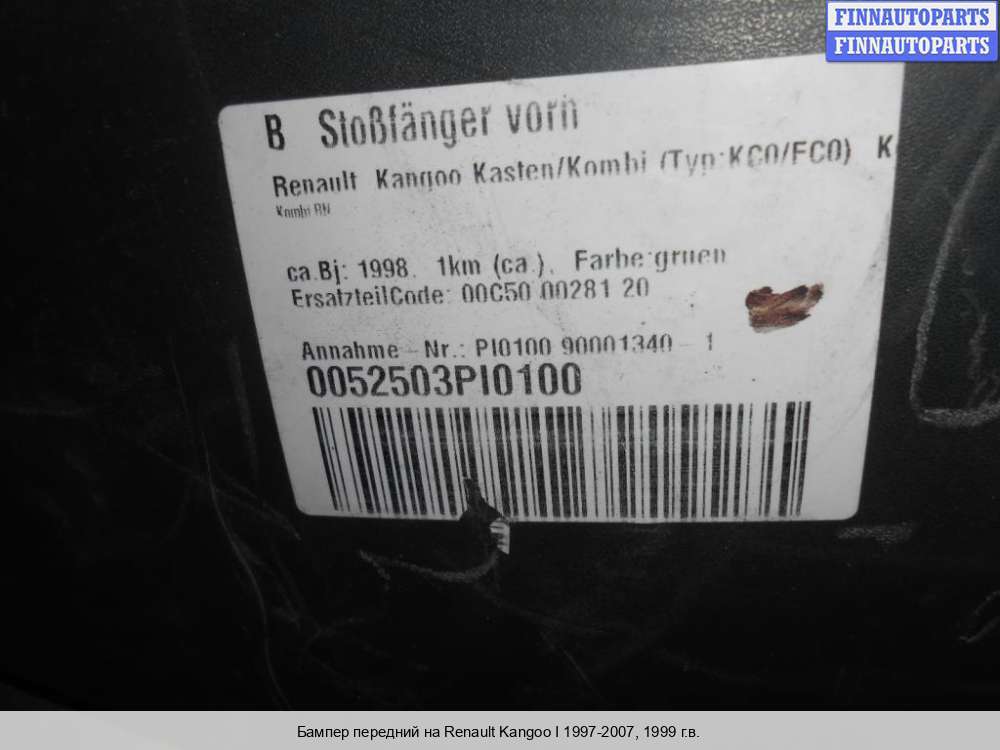 FINNAUTOPARTS
FINNAUTOPARTS
B Stoßfänger vorn
Renault Kangoo Kasten/Kombi (Typ:KC0/FC0) K
Kombi RN
ca.Bj: 1998, 1km (ca.), Farbe:gruen
ErsatzteilCode: 00C50 00281 20
Annahme-Nr.: PI0100 90001340-1
0052503PI0100
Бампер передний на Renault Kangoo I 1997-2007, 1999 г.в.